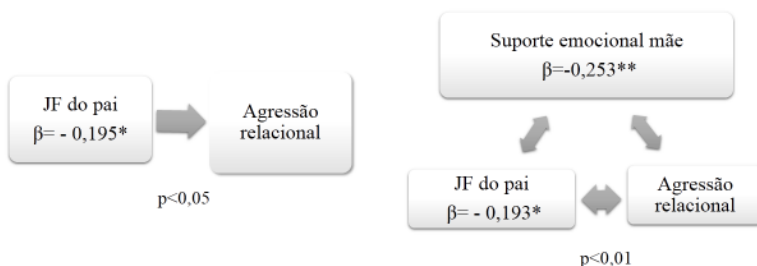 JF do pai
β= - 0,195*
Agressão
relacional
p<0,05
Suporte emocional mãe
β=-0,253**
JF do pai
β= - 0,193*
Agressão
relacional
p<0,01